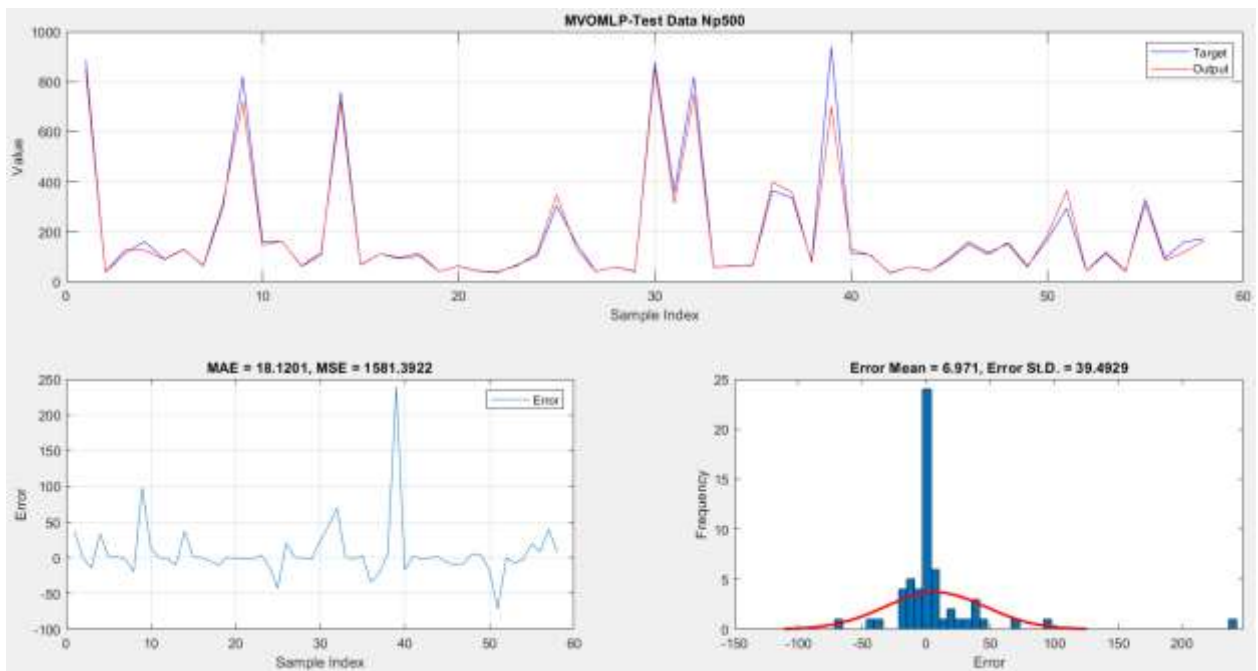 MVOMLP-Test Data Np500
1000
800
600
400
200
0
Value
0 10 20 30 40 50 60
Sample Index
Target
Output
MAE = 18.1201, MSE = 1581.3922
250
200
150
100
50
0
-50
-100
Error
0 10 20 30 40 50 60
Sample Index
Error
Error Mean = 6.971, Error St.D. = 39.4929
25
20
15
10
5
0
Frequency
-150 -100 -50 0 50 100 150 200
Error